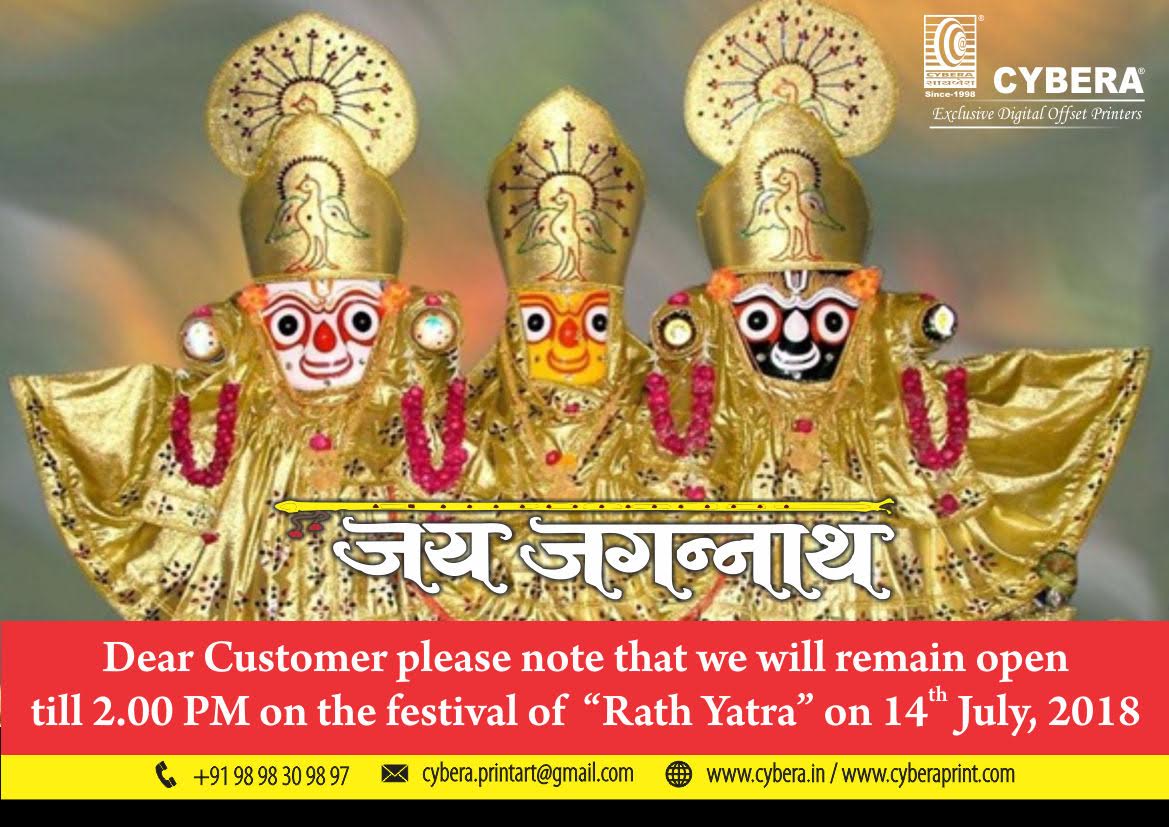 CYBERA
सायबेरा
Since-1998
CYBERA®
Exclusive Digital Offset Printers
जय जगन्नाथ
Dear Customer please note that we will remain open
till 2.00 PM on the festival of “Rath Yatra” on 14th July, 2018
+91 98 98 30 98 97 cybera.printart@gmail.com www.cybera.in / www.cyberaprint.com